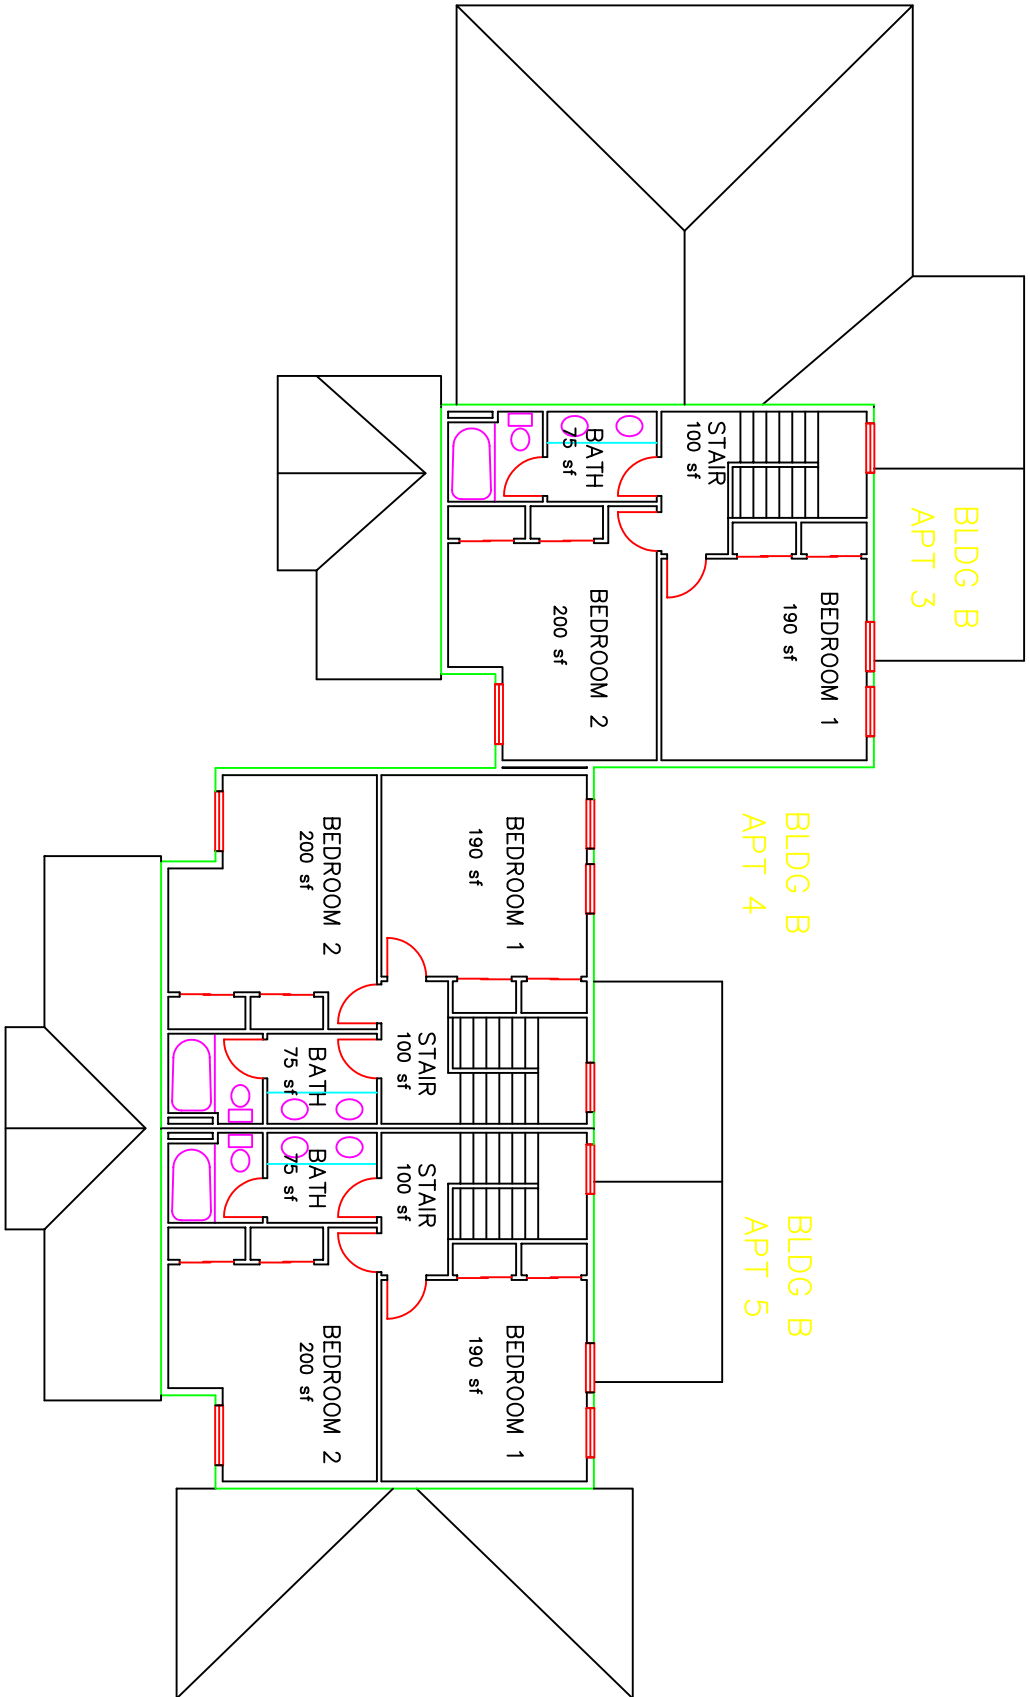 BLDG B
APT 3
STAIR
100 sf
BATH
75 sf
BEDROOM 1
190 sf
BEDROOM 2
200 sf
BLDG B
APT 4
BEDROOM 1
190 sf
BEDROOM 2
200 sf
STAIR
100 sf
BATH
75 sf
BLDG B
APT 5
STAIR
100 sf
BATH
75 sf
BEDROOM 1
190 sf
BEDROOM 2
200 sf